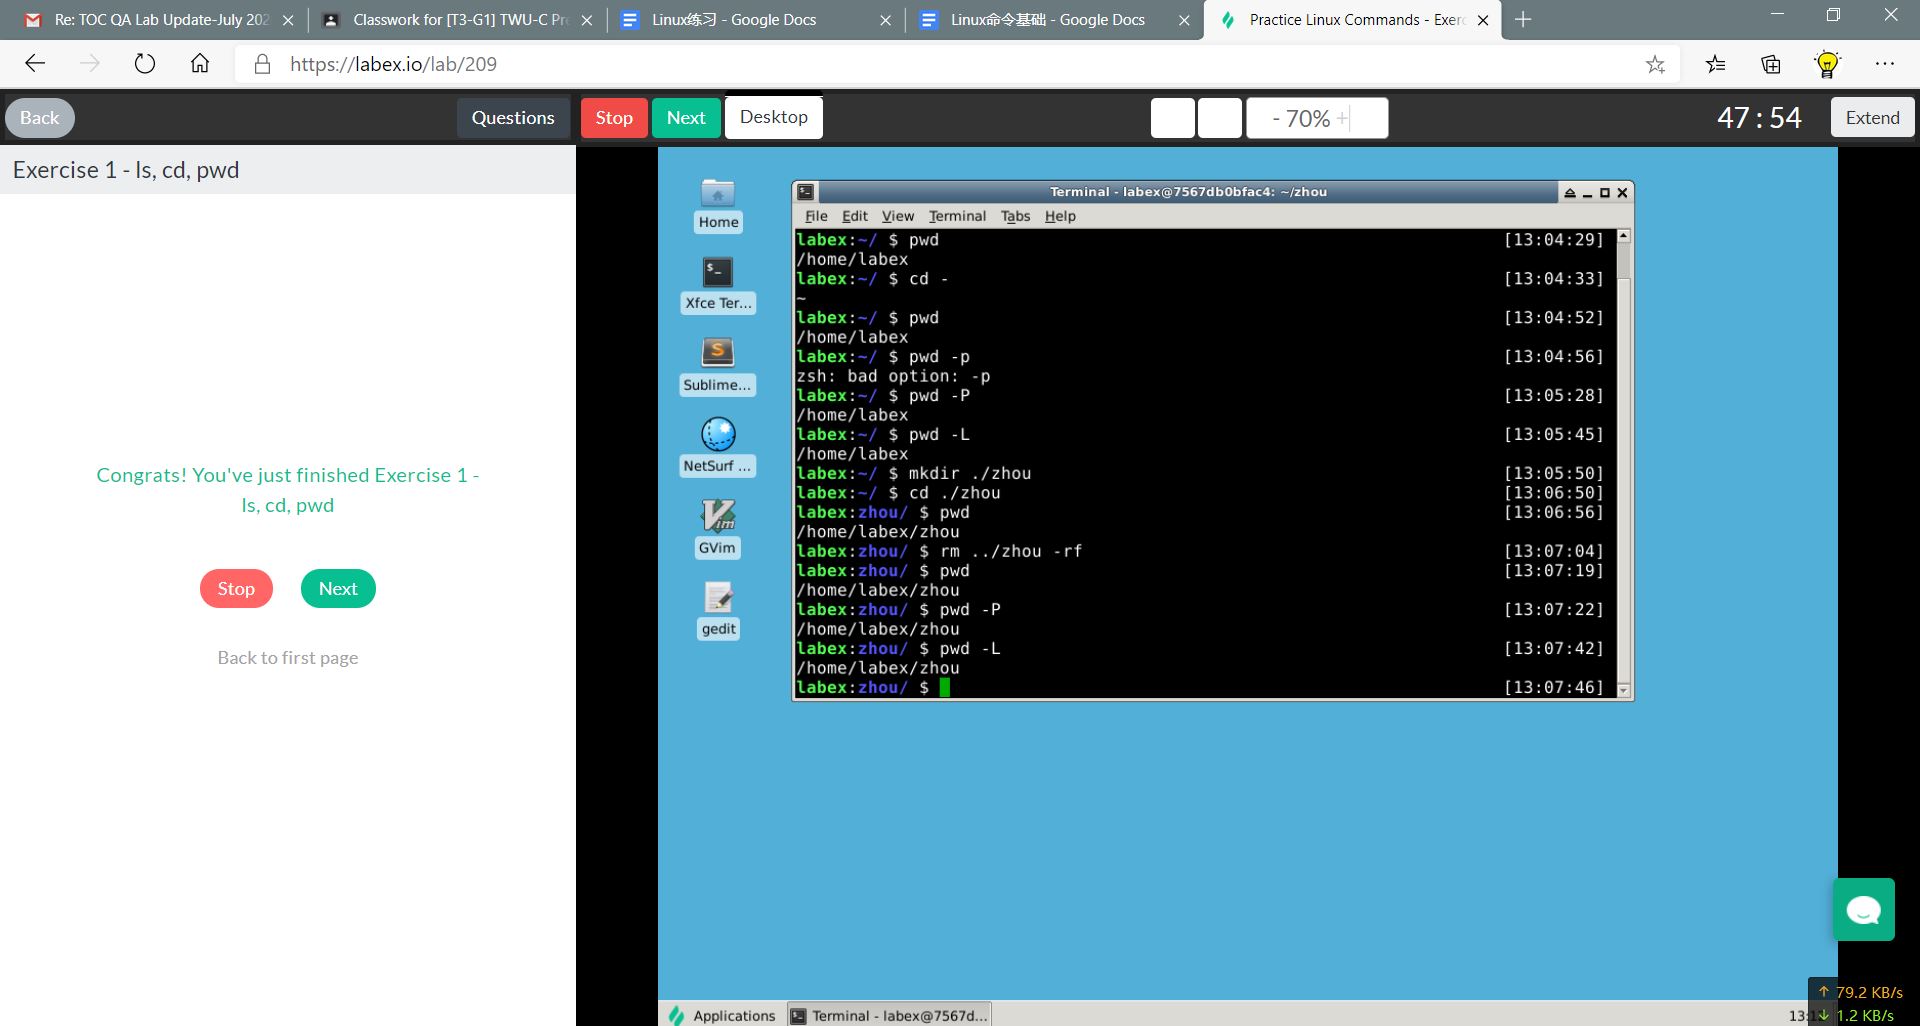 Re: TOC QA Lab Update-July 202
Classwork for [T3-G1] TWU-C Pre
Linux练习 - Google Docs
Linux命令基础 - Google Docs
Practice Linux Commands - Exerc
https://labex.io/lab/209
Back
Questions
Stop
Next
Desktop
- 70% +
47 : 54
Extend
Exercise 1 - ls, cd, pwd
Congrats! You've just finished Exercise 1 -
ls, cd, pwd
Stop
Next
Back to first page
Home
Xfce Ter...
Sublime...
NetSurf ...
GVim
gedit
Terminal - labex@7567db0bfac4: ~/zhou
File Edit View Terminal Tabs Help
labex:~/ $ pwd [13:04:29]
/home/labex
labex:~/ $ cd - [13:04:33]
~
labex:~/ $ pwd [13:04:52]
/home/labex
labex:~/ $ pwd -p [13:04:56]
zsh: bad option: -p
labex:~/ $ pwd -P [13:05:28]
/home/labex
labex:~/ $ pwd -L [13:05:45]
/home/labex
labex:~/ $ mkdir ./zhou [13:05:50]
labex:~/ $ cd ./zhou [13:06:50]
labex:zhou/ $ pwd [13:06:56]
/home/labex/zhou
labex:zhou/ $ rm ../zhou -rf [13:07:04]
labex:zhou/ $ pwd [13:07:19]
/home/labex/zhou
labex:zhou/ $ pwd -P [13:07:22]
/home/labex/zhou
labex:zhou/ $ pwd -L [13:07:42]
/home/labex/zhou
labex:zhou/ $ [13:07:46]
Applications
Terminal - labex@7567d...
↑ 79.2 KB/s
↓ 1.2 KB/s